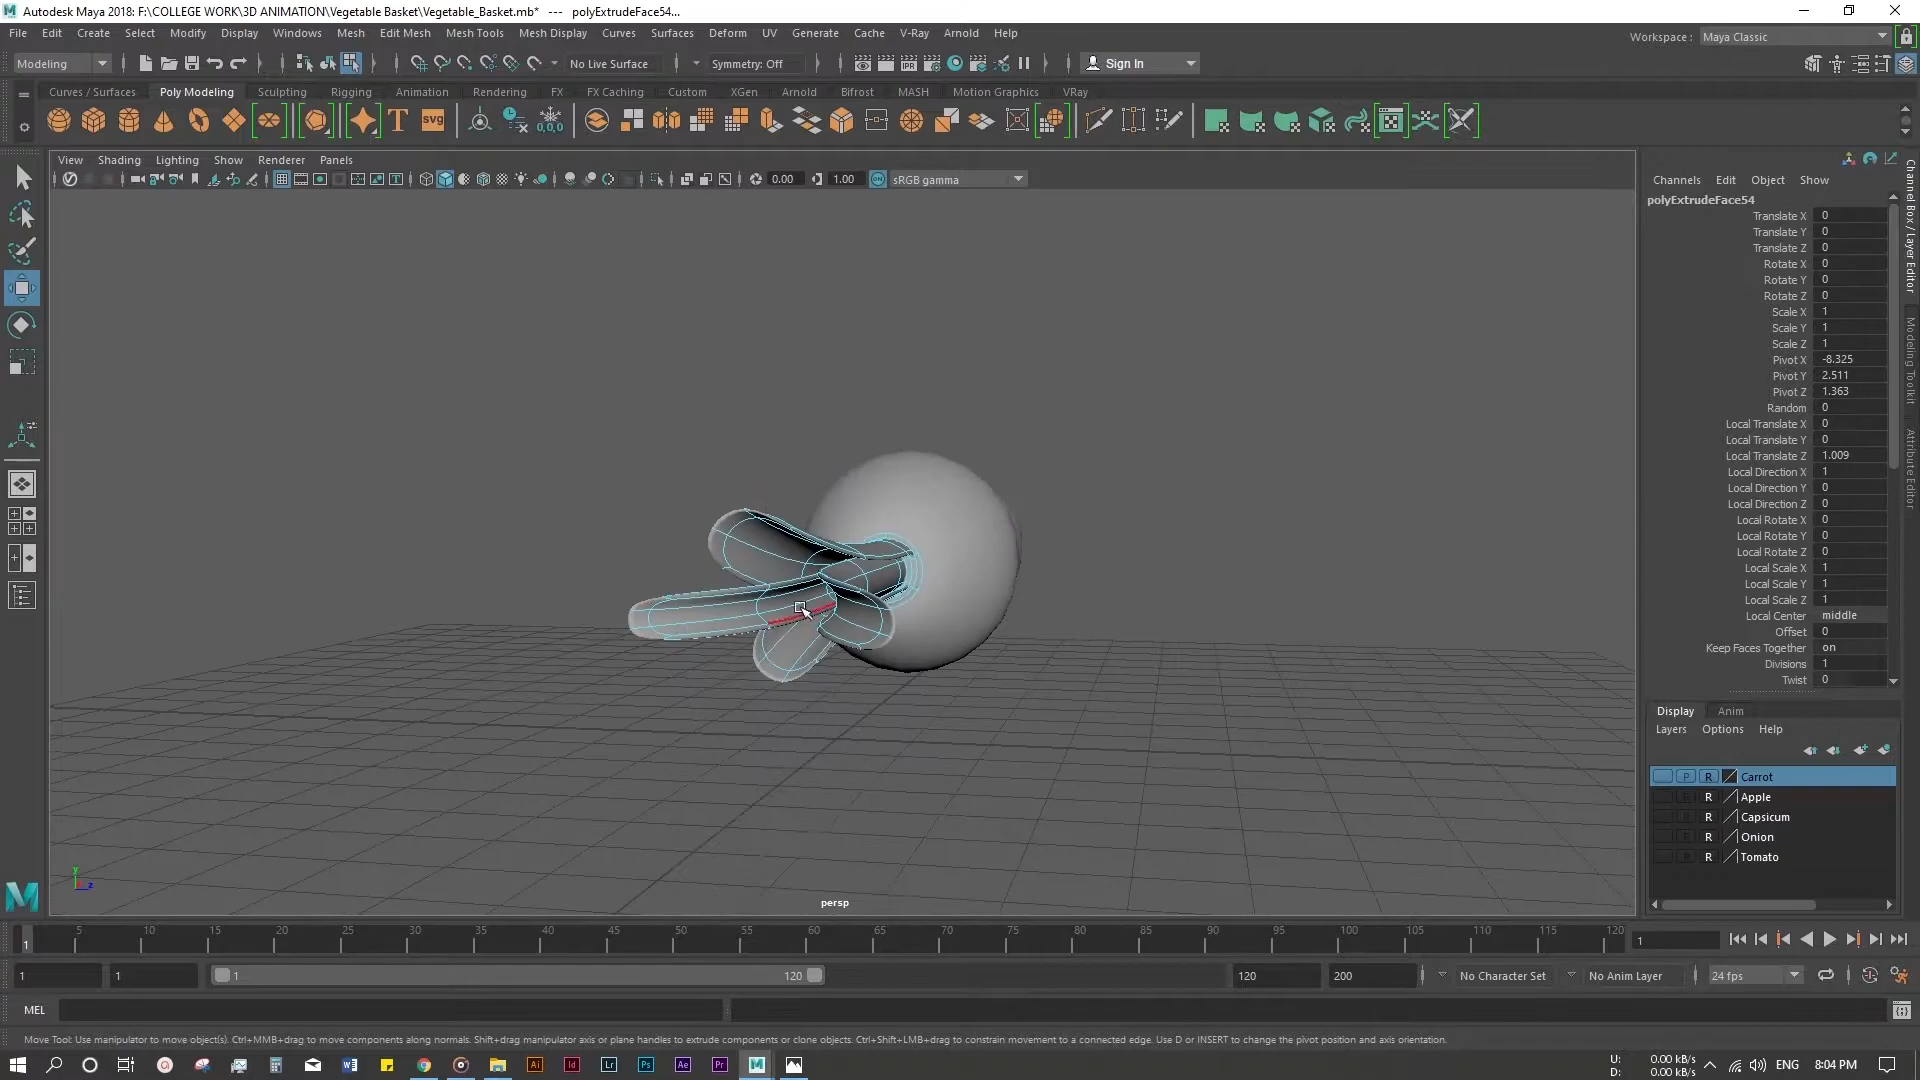 Autodesk Maya 2018: F:\COLLEGE WORK\3D ANIMATION\Vegetable Basket\Vegetable_Basket.mb* --- polyExtrudeFace54...
File Edit Create Select Modify Display Windows Mesh Edit Mesh Mesh Tools Mesh Display Curves Surfaces Deform UV Generate Cache V-Ray Arnold Help
Workspace : Maya Classic
Modeling No Live Surface Symmetry: Off Sign In
Curves / Surfaces Poly Modeling Sculpting Rigging Animation Rendering FX FX Caching Custom XGen Arnold Bifrost MASH Motion Graphics VRay
View Shading Lighting Show Renderer Panels
0.00 1.00 sRGB gamma
Channels Edit Object Show
polyExtrudeFace54
Translate X 0
Translate Y 0
Translate Z 0
Rotate X 0
Rotate Y 0
Rotate Z 0
Scale X 1
Scale Y 1
Scale Z 1
Pivot X -8.325
Pivot Y 2.511
Pivot Z 1.363
Random 0
Local Translate X 0
Local Translate Y 0
Local Translate Z 1.009
Local Direction X 1
Local Direction Y 0
Local Direction Z 0
Local Rotate X 0
Local Rotate Y 0
Local Rotate Z 0
Local Scale X 1
Local Scale Y 1
Local Scale Z 1
Local Center middle
Offset 0
Keep Faces Together on
Divisions 1
Twist 0
Channel Box / Layer Editor
Modeling Toolkit
Attribute Editor
Display Anim
Layers Options Help
P R Carrot
R Apple
R Capsicum
R Onion
R Tomato
persp
1 5 10 15 20 25 30 35 40 45 50 55 60 65 70 75 80 85 90 95 100 105 110 115 120 1
1 1 1 120 120 200 No Character Set No Anim Layer 24 fps
MEL
Move Tool: Use manipulator to move object(s). Ctrl+MMB+drag to move components along normals. Shift+drag manipulator axis or plane handles to extrude components or clone objects. Ctrl+Shift+LMB+drag to constrain movement to a connected edge. Use D or INSERT to change the pivot position and axis orientation.
U: 0.00 kB/s
D: 0.00 kB/s
ENG 8:04 PM